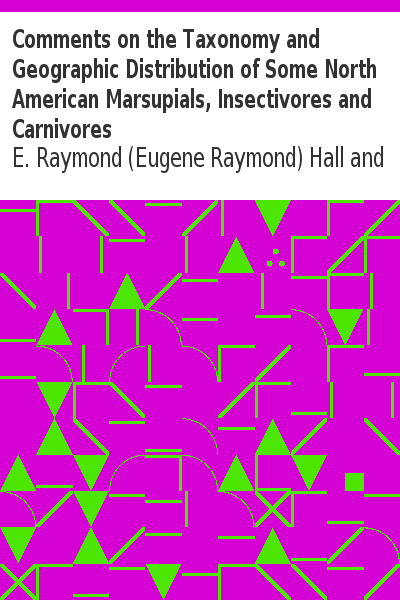 Comments on the Taxonomy and
Geographic Distribution of Some North
American Marsupials, Insectivores and
Carnivores
E. Raymond (Eugene Raymond) Hall and